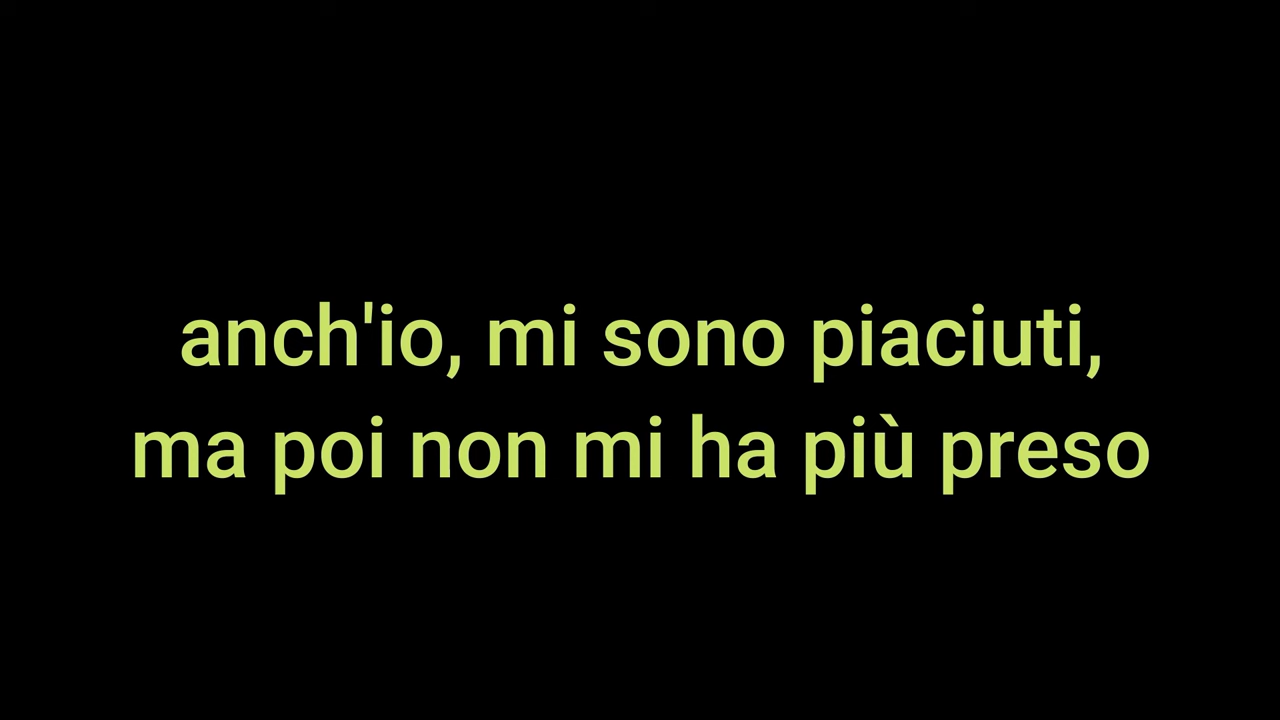 anch'io, mi sono piaciuti,
ma poi non mi ha più preso